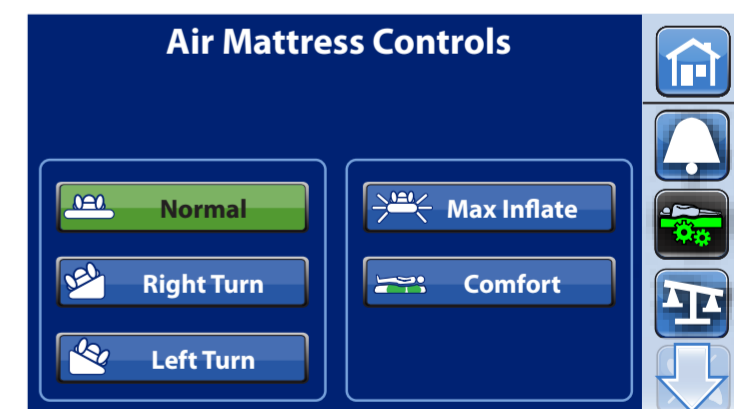 Air Mattress Controls
Normal
Right Turn
Left Turn
Max Inflate
Comfort